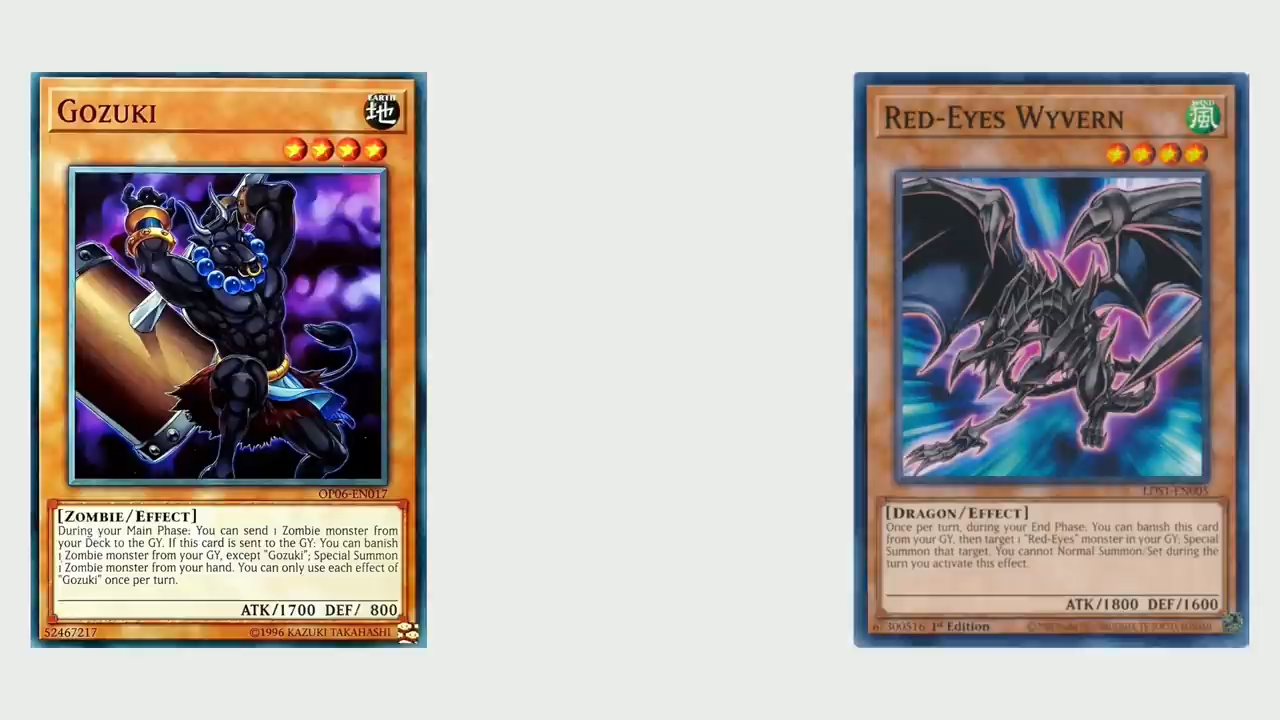 GOZUKI
EARTH
地
OP06-EN017
[ZOMBIE/EFFECT]
During your Main Phase: You can send 1 Zombie monster from
your Deck to the GY. If this card is sent to the GY: You can banish
1 Zombie monster from your GY, except "Gozuki"; Special Summon
1 Zombie monster from your hand. You can only use each effect of
"Gozuki" once per turn.
ATK/1700 DEF/ 800
52467217
©1996 KAZUKI TAKAHASHI
RED-EYES WYVERN
WIND
風
[DRAGON/EFFECT]
Once per turn, during your End Phase: You can banish this card
from your GY, then target 1 "Red-Eyes" monster in your GY; Special
Summon that target. You cannot Normal Summon/Set during the
turn you activate this effect.
ATK/1800 DEF/1600
1st Edition